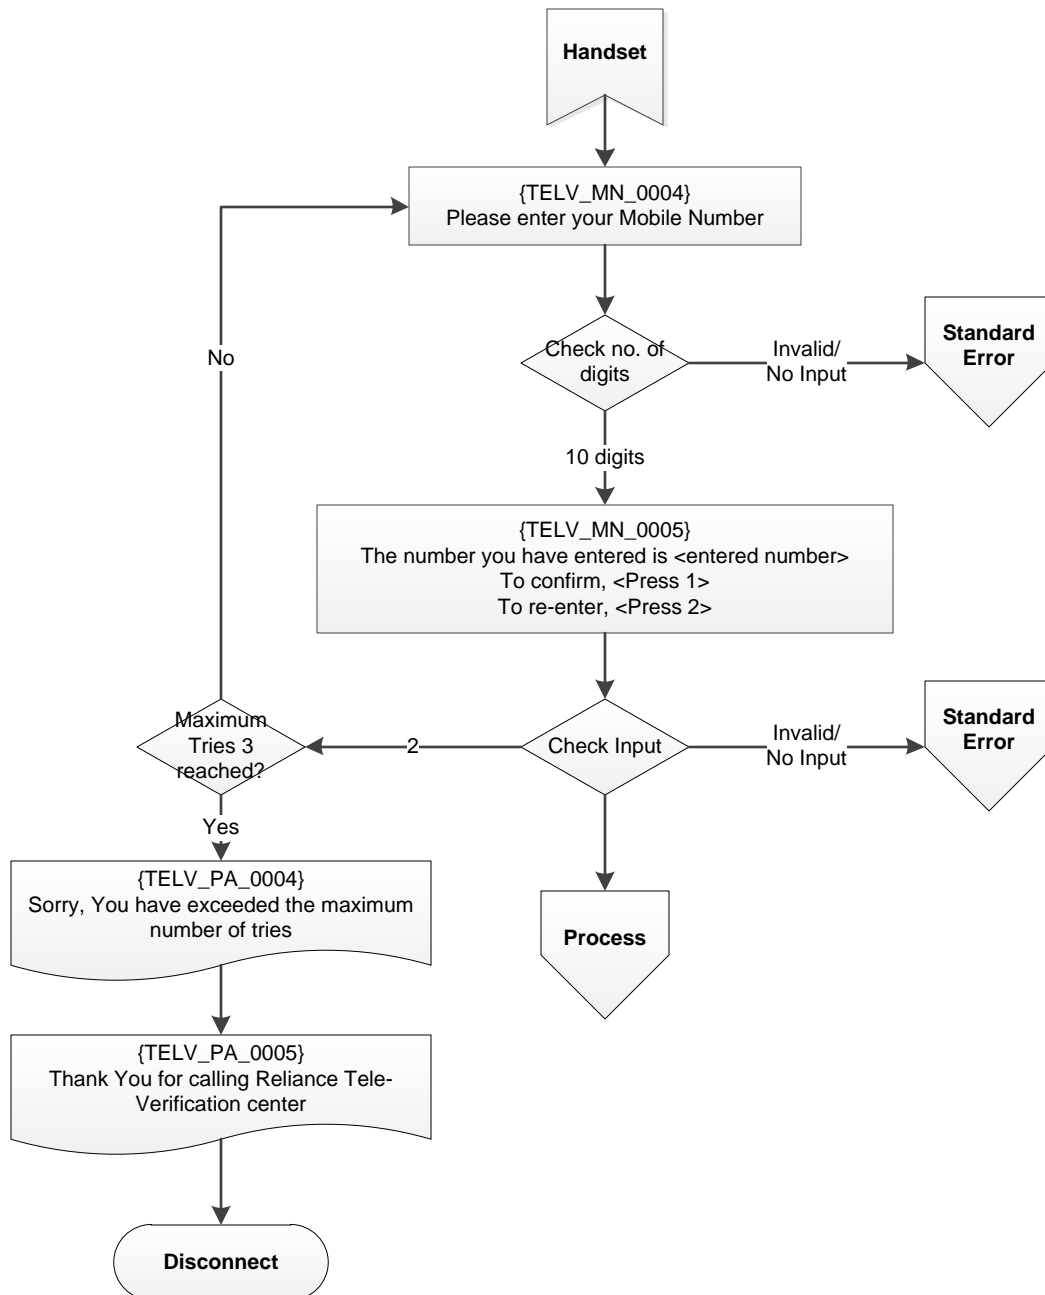 Handset
{TELV_MN_0004}
Please enter your Mobile Number
No
Check no. of
digits
Invalid/
No Input
Standard
Error
10 digits
{TELV_MN_0005}
The number you have entered is <entered number>
To confirm, <Press 1>
To re-enter, <Press 2>
Maximum
Tries 3
reached?
2
Check Input
Invalid/
No Input
Standard
Error
Yes
{TELV_PA_0004}
Sorry, You have exceeded the maximum
number of tries
Process
{TELV_PA_0005}
Thank You for calling Reliance Tele-
Verification center
Disconnect